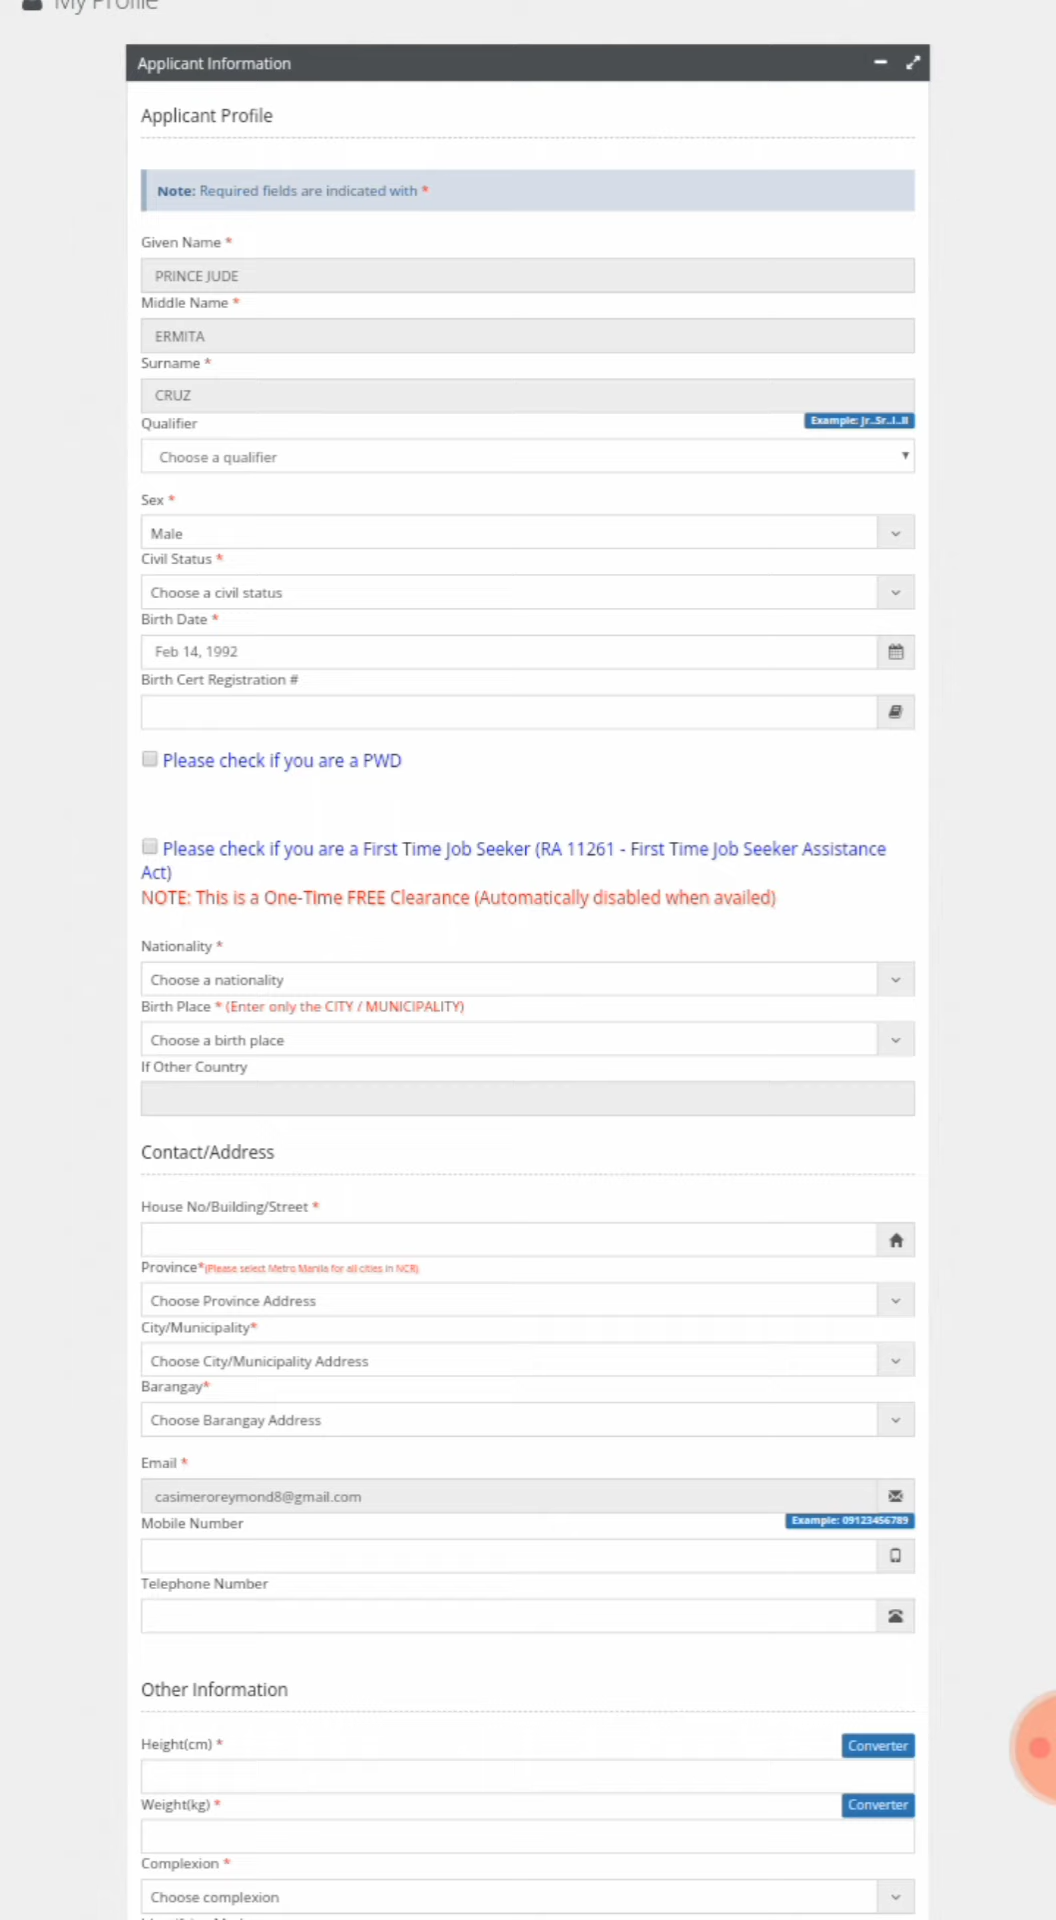 My Profile
Applicant Information
Applicant Profile
Note: Required fields are indicated with *
Given Name *
PRINCE JUDE
Middle Name *
ERMITA
Surname *
CRUZ
Qualifier
Example: Jr..Sr..I..II
Choose a qualifier
Sex *
Male
Civil Status *
Choose a civil status
Birth Date *
Feb 14, 1992
Birth Cert Registration #
Please check if you are a PWD
Please check if you are a First Time Job Seeker (RA 11261 - First Time Job Seeker Assistance
Act)
NOTE: This is a One-Time FREE Clearance (Automatically disabled when availed)
Nationality *
Choose a nationality
Birth Place * (Enter only the CITY / MUNICIPALITY)
Choose a birth place
If Other Country
Contact/Address
House No/Building/Street *
Province*(Please select Metro Manila for all cities in NCR)
Choose Province Address
City/Municipality*
Choose City/Municipality Address
Barangay*
Choose Barangay Address
Email *
casimeroreymond8@gmail.com
Mobile Number
Example: 09123456789
Telephone Number
Other Information
Height(cm) *
Converter
Weight(kg) *
Converter
Complexion *
Choose complexion